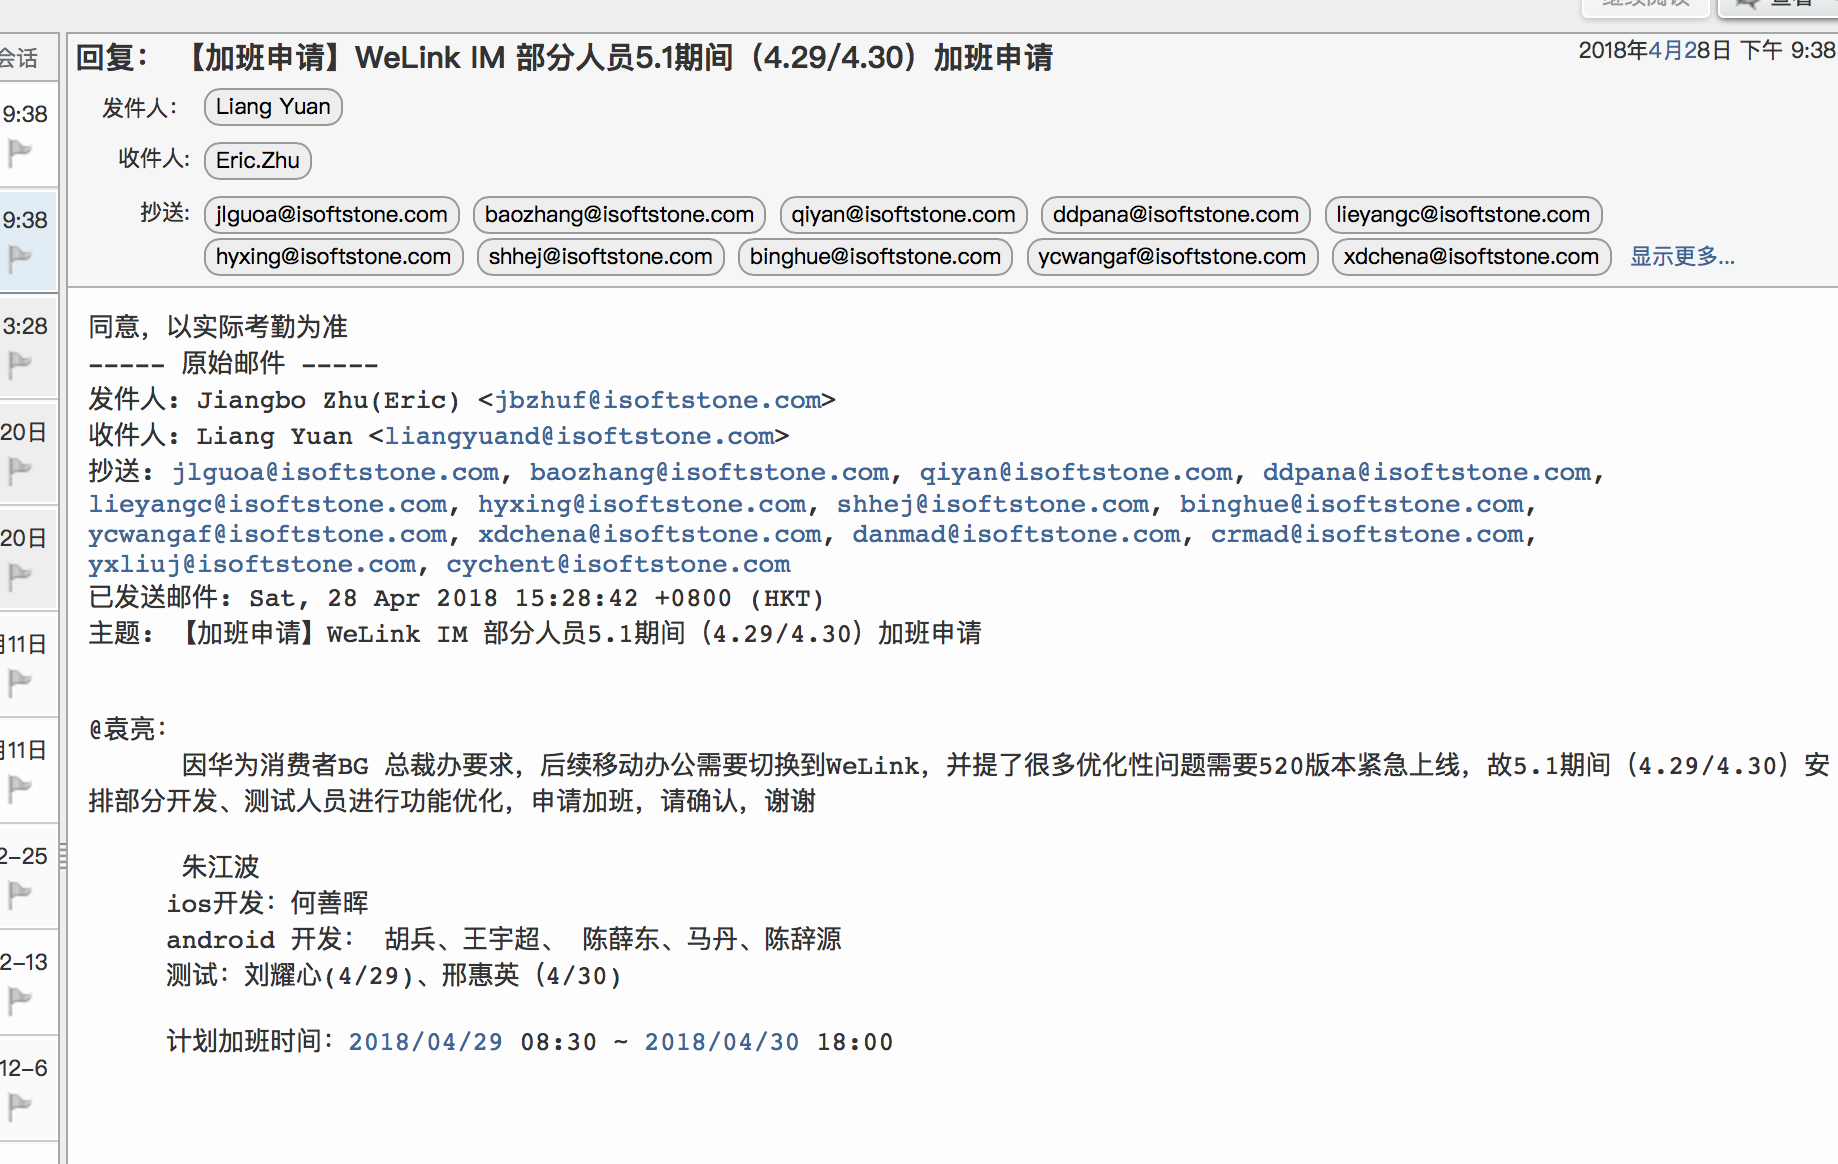 会话
回复： 【加班申请】WeLink IM 部分人员5.1期间（4.29/4.30）加班申请
2018年4月28日 下午 9:38
发件人： Liang Yuan
收件人: Eric.Zhu
抄送: jlguoa@isoftstone.com baozhang@isoftstone.com qiyan@isoftstone.com ddpana@isoftstone.com lieyangc@isoftstone.com
hyxing@isoftstone.com shhej@isoftstone.com binghue@isoftstone.com ycwangaf@isoftstone.com xdchena@isoftstone.com 显示更多...
9:38
9:38
3:28
20日
20日
月11日
月11日
2-25
2-13
12-6
同意，以实际考勤为准
----- 原始邮件 -----
发件人: Jiangbo Zhu(Eric) <jbzhuf@isoftstone.com>
收件人: Liang Yuan <liangyuand@isoftstone.com>
抄送: jlguoa@isoftstone.com, baozhang@isoftstone.com, qiyan@isoftstone.com, ddpana@isoftstone.com,
lieyangc@isoftstone.com, hyxing@isoftstone.com, shhej@isoftstone.com, binghue@isoftstone.com,
ycwangaf@isoftstone.com, xdchena@isoftstone.com, danmad@isoftstone.com, crmad@isoftstone.com,
yxliuj@isoftstone.com, cychent@isoftstone.com
已发送邮件: Sat, 28 Apr 2018 15:28:42 +0800 (HKT)
主题: 【加班申请】WeLink IM 部分人员5.1期间（4.29/4.30）加班申请
@袁亮：
因华为消费者BG 总裁办要求，后续移动办公需要切换到WeLink，并提了很多优化性问题需要520版本紧急上线，故5.1期间（4.29/4.30）安
排部分开发、测试人员进行功能优化，申请加班，请确认，谢谢
朱江波
ios开发：何善晖
android 开发： 胡兵、王宇超、 陈薛东、马丹、陈辞源
测试：刘耀心(4/29)、邢惠英（4/30)
计划加班时间：2018/04/29 08:30 ~ 2018/04/30 18:00